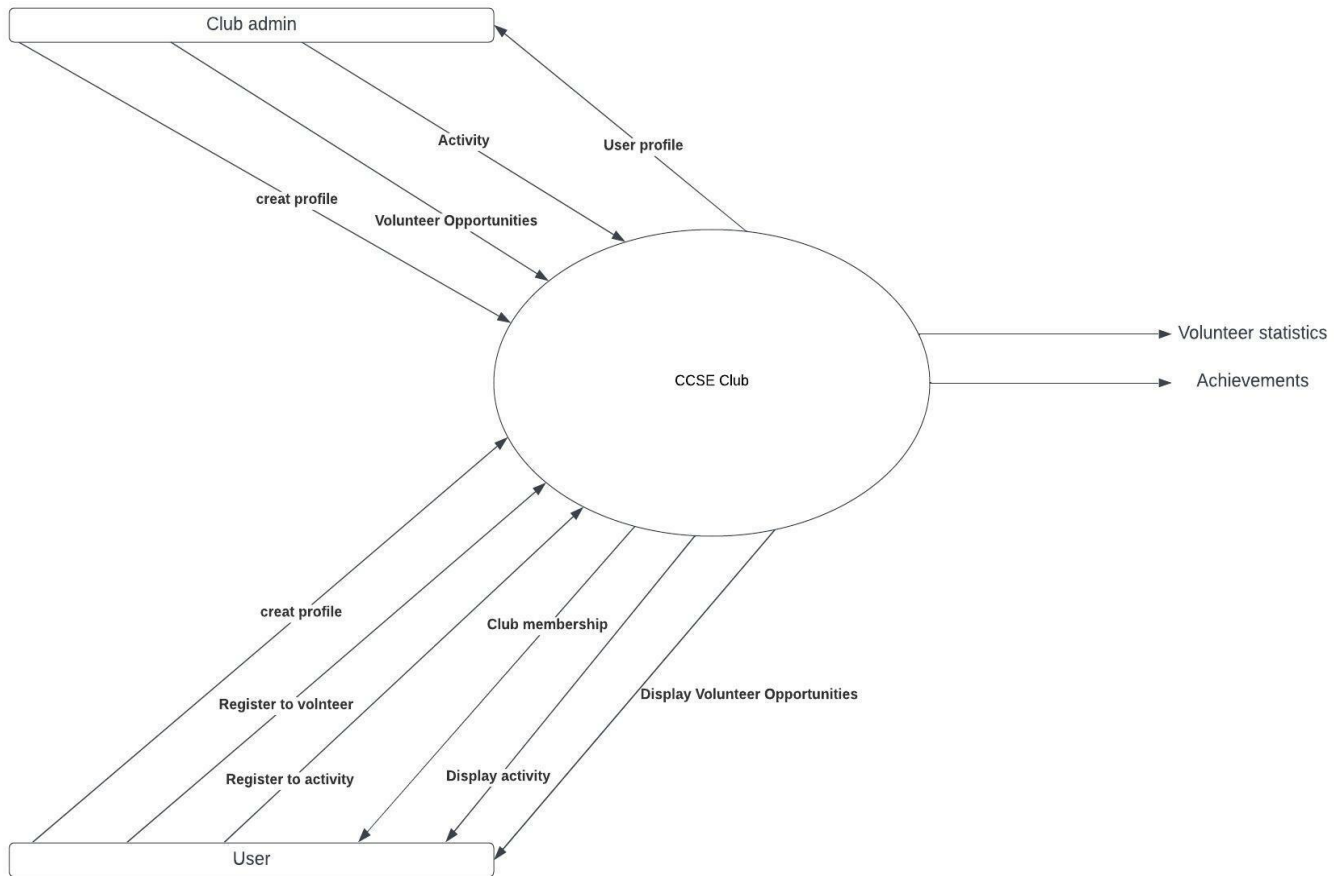 Club admin
Activity
User profile
creat profile
Volunteer Opportunities
Volunteer statistics
CCSE Club
Achievements
creat profile
Club membership
Display Volunteer Opportunities
Register to volnteer
Display activity
Register to activity
User